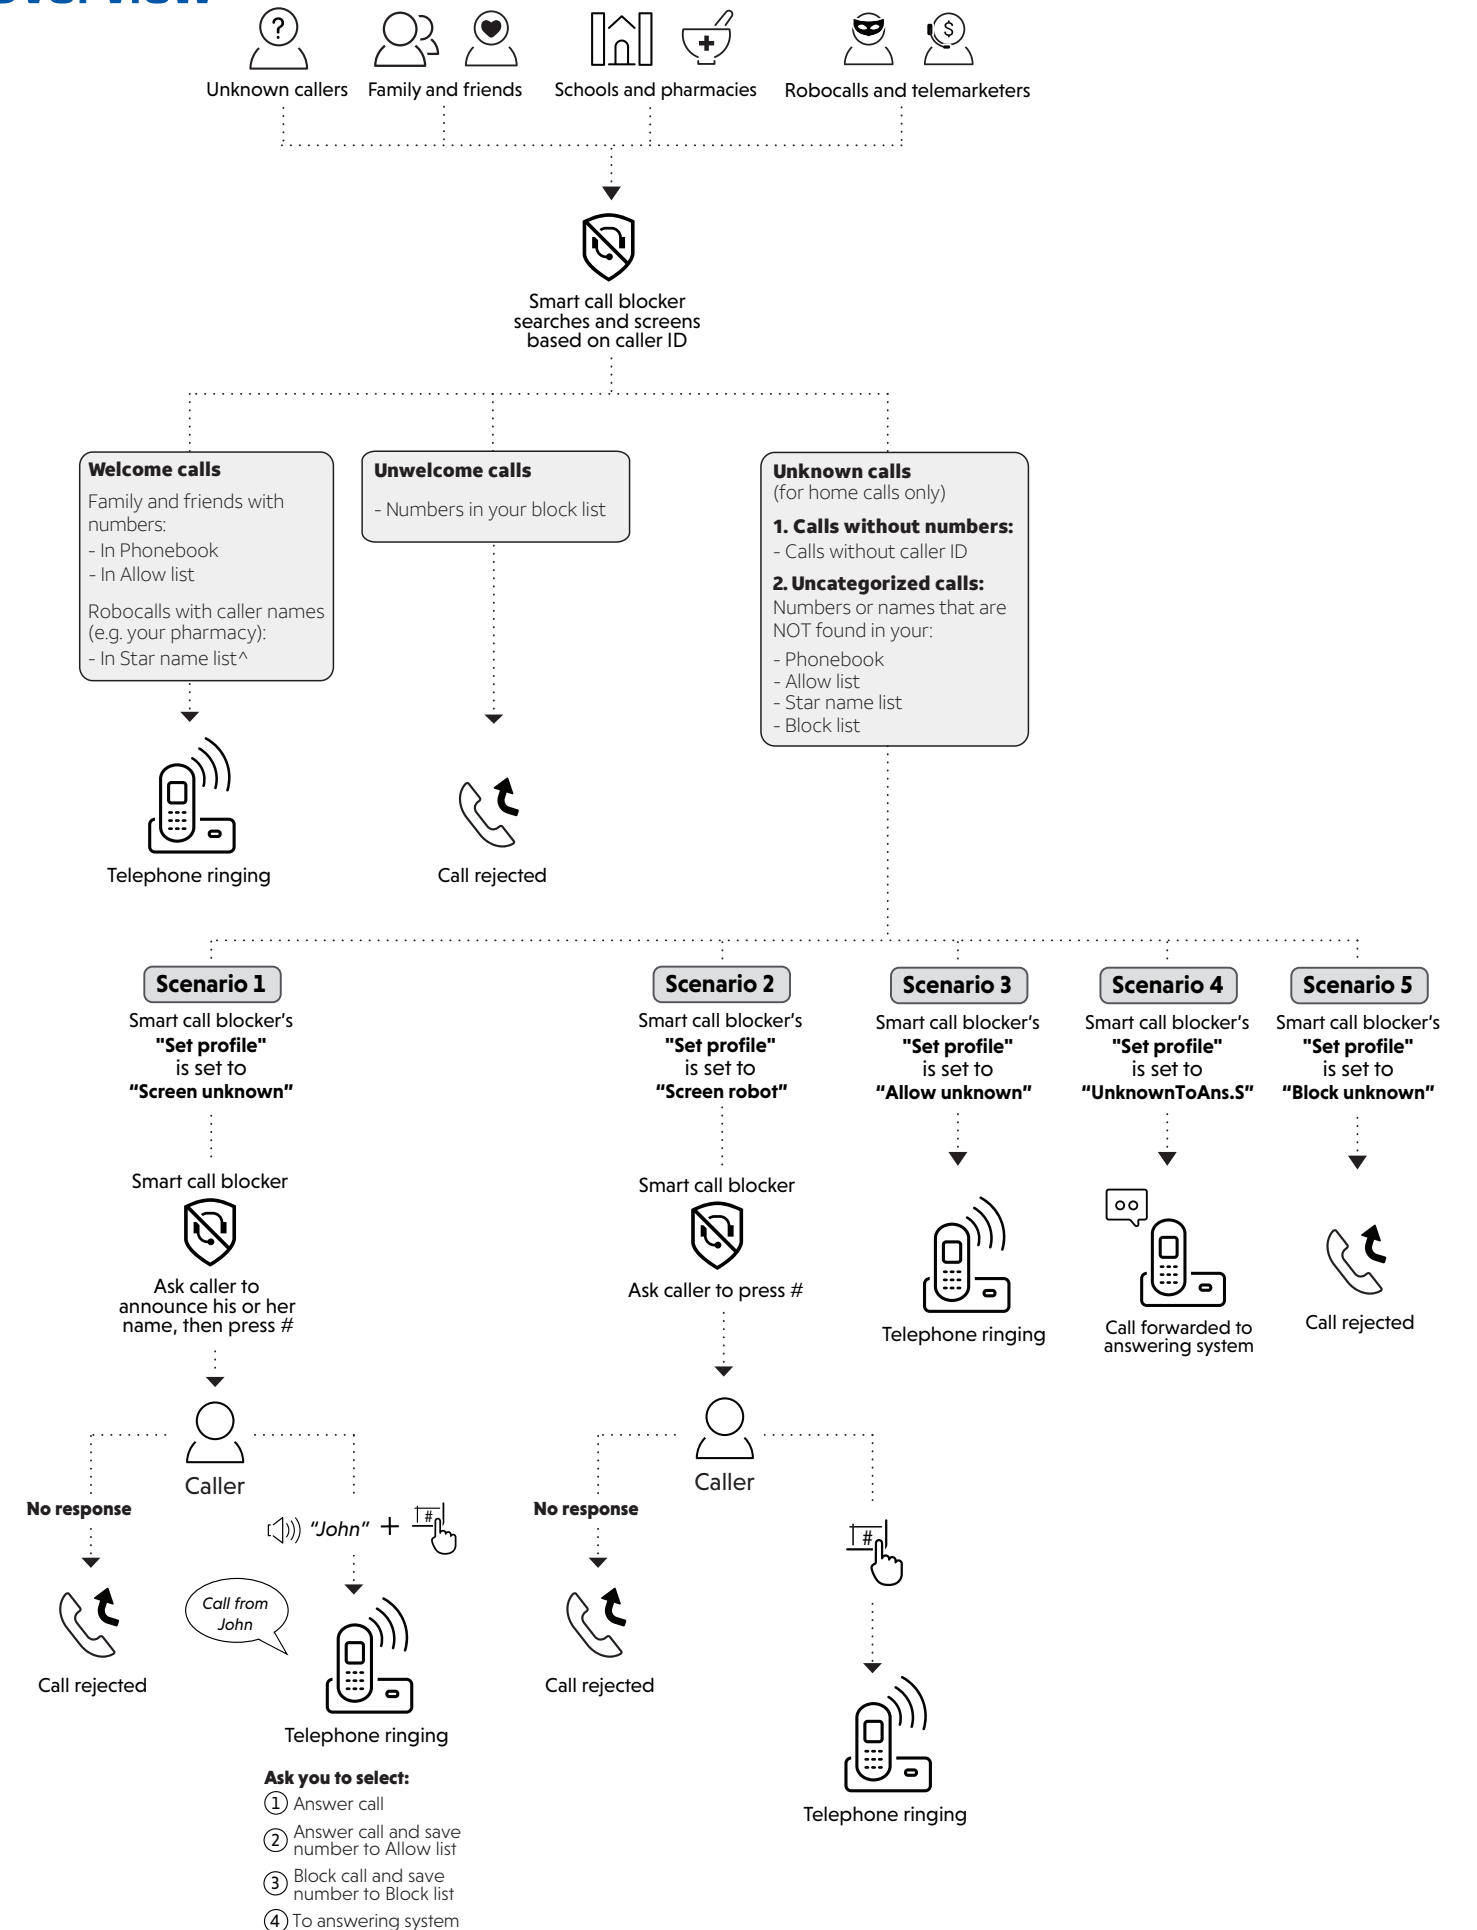 Overview
?
$
Unknown callers
Family and friends
Schools and pharmacies
Robocalls and telemarketers
Smart call blocker
searches and screens
based on caller ID
Welcome calls
Family and friends with
numbers:
- In Phonebook
- In Allow list
Robocalls with caller names
(e.g. your pharmacy):
- In Star name list^
Unwelcome calls
- Numbers in your block list
Unknown calls
(for home calls only)
1. Calls without numbers:
- Calls without caller ID
2. Uncategorized calls:
Numbers or names that are
NOT found in your:
- Phonebook
- Allow list
- Star name list
- Block list
Telephone ringing
Call rejected
Scenario 1
Smart call blocker's
"Set profile"
is set to
“Screen unknown”
Smart call blocker
Ask caller to
announce his or her
name, then press #
Caller
No response
Call rejected
“John” +
#
Call from
John
Telephone ringing
Ask you to select:
1 Answer call
2 Answer call and save
number to Allow list
3 Block call and save
number to Block list
4 To answering system
Scenario 2
Smart call blocker's
"Set profile"
is set to
“Screen robot”
Smart call blocker
Ask caller to press #
Caller
No response
Call rejected
#
Telephone ringing
Scenario 3
Smart call blocker's
"Set profile"
is set to
“Allow unknown”
Telephone ringing
Scenario 4
Smart call blocker's
"Set profile"
is set to
“UnknownToAns.S”
Call forwarded to
answering system
Scenario 5
Smart call blocker's
"Set profile"
is set to
“Block unknown”
Call rejected